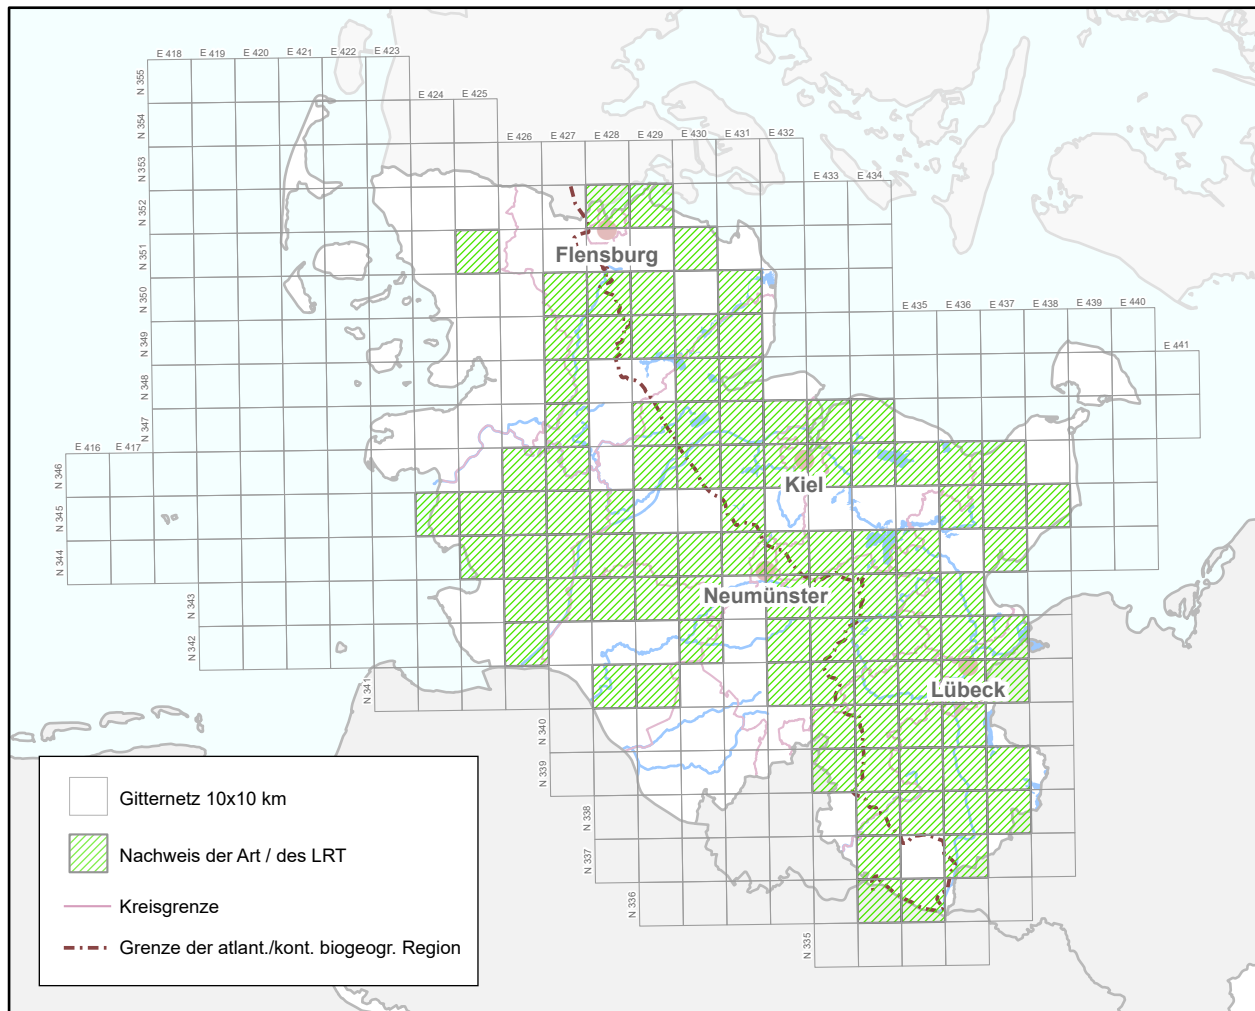 E 418
E 419
E 420
E 421
E 422
E 423
E 424
E 425
E 426
E 427
E 428
E 429
E 430
E 431
E 432
E 433
E 434
E 435
E 436
E 437
E 438
E 439
E 440
E 441
E 416
E 417
N 355
N 354
N 353
N 352
N 351
N 350
N 349
N 348
N 347
N 346
N 345
N 344
N 343
N 342
N 341
N 340
N 339
N 338
N 337
N 336
N 335
Flensburg
Kiel
Neumünster
Lübeck
Gitternetz 10x10 km
Nachweis der Art / des LRT
Kreisgrenze
Grenze der atlant./kont. biogeogr. Region